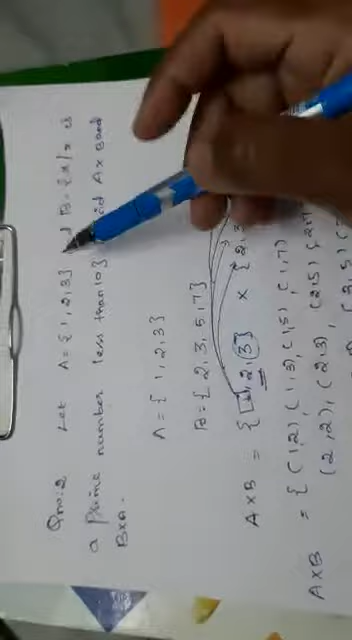 Qno:2 Let A = {1, 2, 3} B = {x/x is
a prime number less than 10} A x B and
B x A.
A = {1, 2, 3}
B = {2, 3, 5, 7}
A x B = {1, 2, 3} x {2, 3
A x B = {(1,2) (1,3), (1,5), (1,7)
(2,2), (2,3), (2,5) (2,7